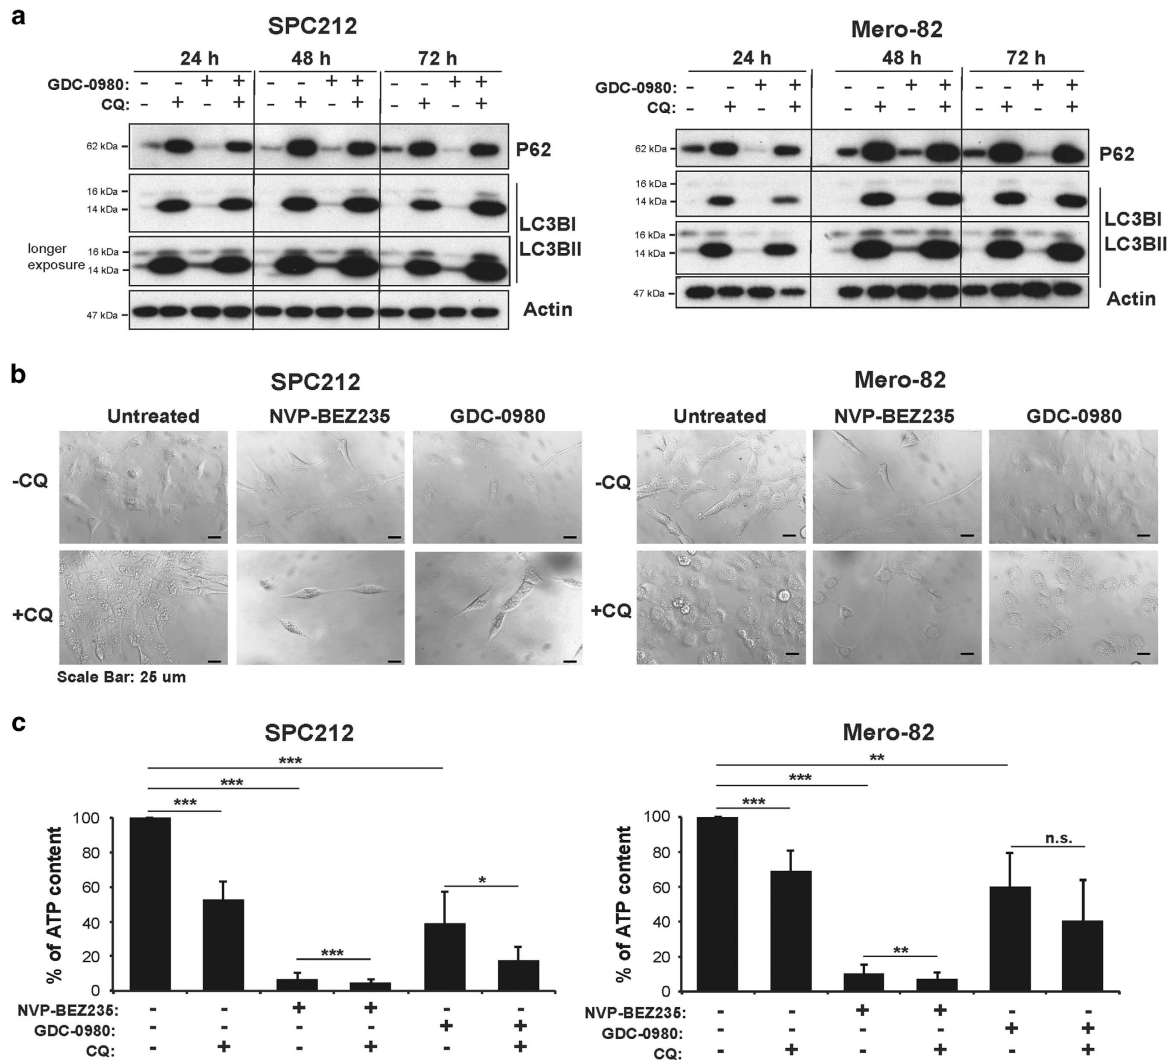 a
SPC212
24 h 48 h 72 h
GDC-0980: - - + + - - + + - - + +
CQ: - + - + - + - + - + - +
62 kDa P62
16 kDa
14 kDa LC3BI
longer exposure 16 kDa LC3BII
14 kDa
47 kDa Actin
Mero-82
24 h 48 h 72 h
GDC-0980: - - + + - - + + - - + +
CQ: - + - + - + - + - + - +
62 kDa P62
16 kDa
14 kDa LC3BI
16 kDa LC3BII
14 kDa
47 kDa Actin
b
SPC212
Untreated NVP-BEZ235 GDC-0980
-CQ
+CQ
Scale Bar: 25 um
Mero-82
Untreated NVP-BEZ235 GDC-0980
-CQ
+CQ
c
SPC212
***
***
***
*
***
% of ATP content
100
80
60
40
20
0
NVP-BEZ235: - - + + - -
GDC-0980: - - - - + +
CQ: - + - + - +
Mero-82
**
***
***
n.s.
**
% of ATP content
100
80
60
40
20
0
NVP-BEZ235: - - + + - -
GDC-0980: - - - - + +
CQ: - + - + - +